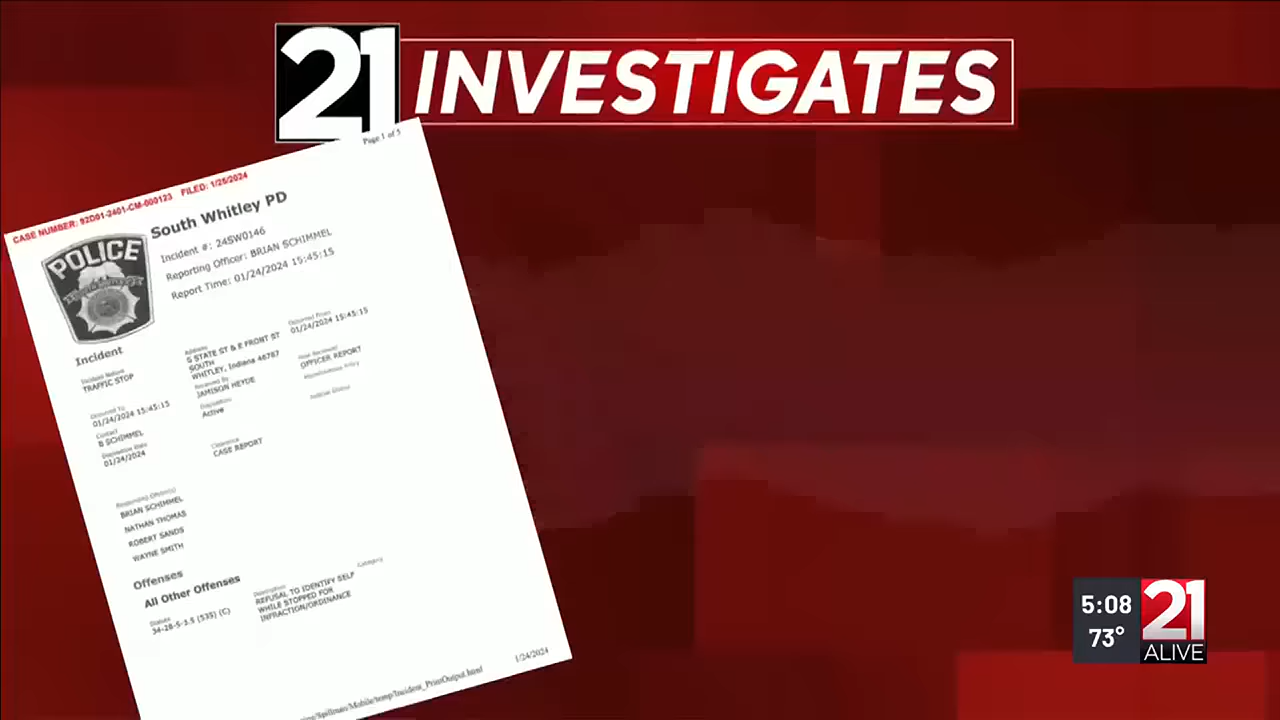 21 INVESTIGATES
Page 1 of 5
CASE NUMBER: 92D01-2401-CM-000123 FILED: 1/25/2024
POLICE
South Whitley PD
Incident #: 24SW0146
Reporting Officer: BRIAN SCHIMMEL
Report Time: 01/24/2024 15:45:15
Incident
Incident Nature
TRAFFIC STOP
Address
S STATE ST & E FRONT ST
SOUTH
WHITLEY, Indiana 46787
Occurred From
01/24/2024 15:45:15
Occurred To
01/24/2024 15:45:15
Received By
JAMISON HEYDE
How Received
OFFICER REPORT
Contact
B SCHIMMEL
Disposition
Active
Disposition Date
01/24/2024
Clearance
CASE REPORT
Responding Officer(s)
BRIAN SCHIMMEL
NATHAN THOMAS
ROBERT SANDS
WAYNE SMITH
Offenses
All Other Offenses
Statute
34-28-5-3.5 (535) (C)
Description
REFUSAL TO IDENTIFY SELF
WHILE STOPPED FOR
INFRACTION/ORDINANCE
Category
/Spillman/Mobile/temp/Incident_PrintOutput.html
1/24/2024
5:08
73°
21
ALIVE